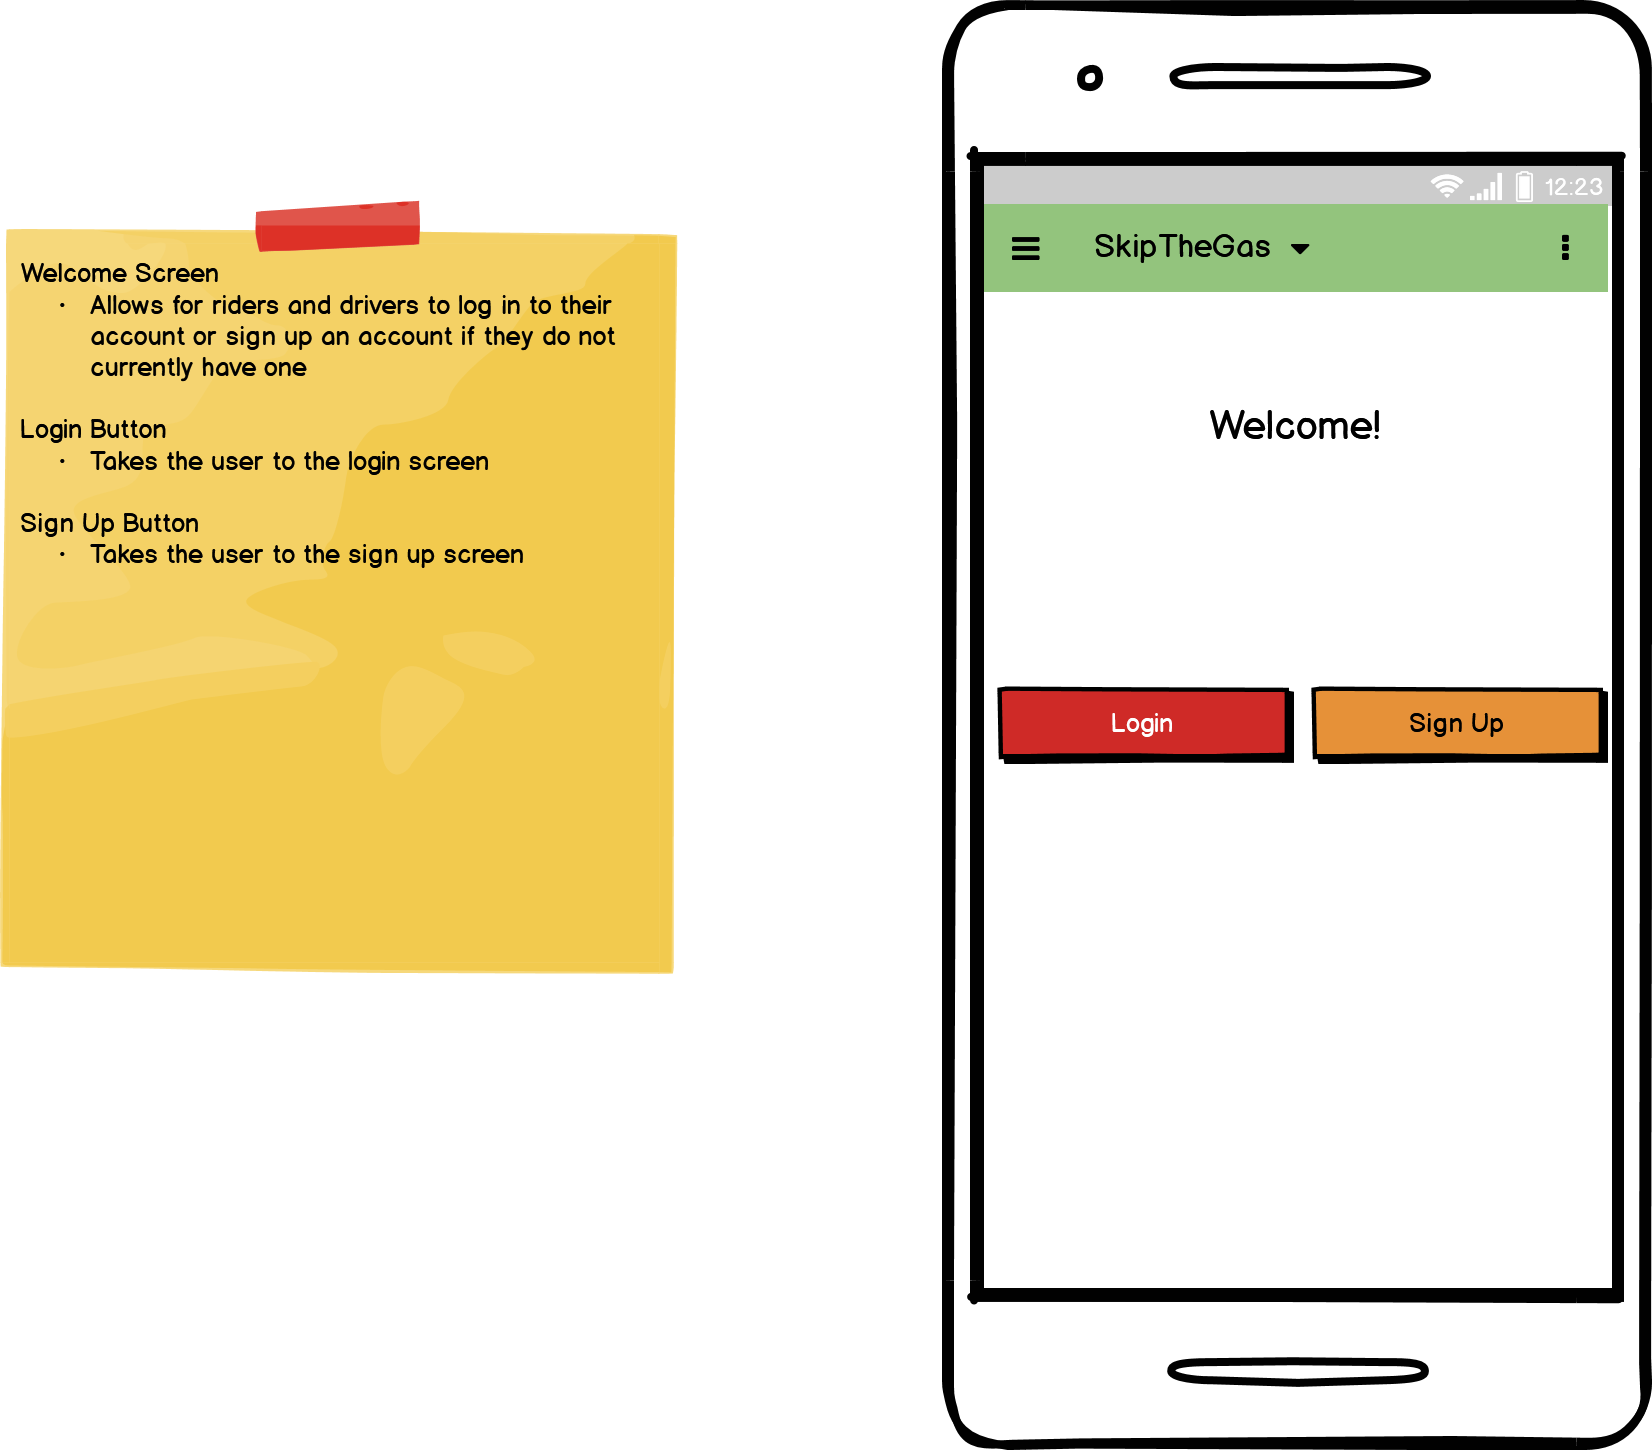 Welcome Screen
• Allows for riders and drivers to log in to their
account or sign up an account if they do not
currently have one
Login Button
• Takes the user to the login screen
Sign Up Button
• Takes the user to the sign up screen
12:23
SkipTheGas
Welcome!
Login
Sign Up